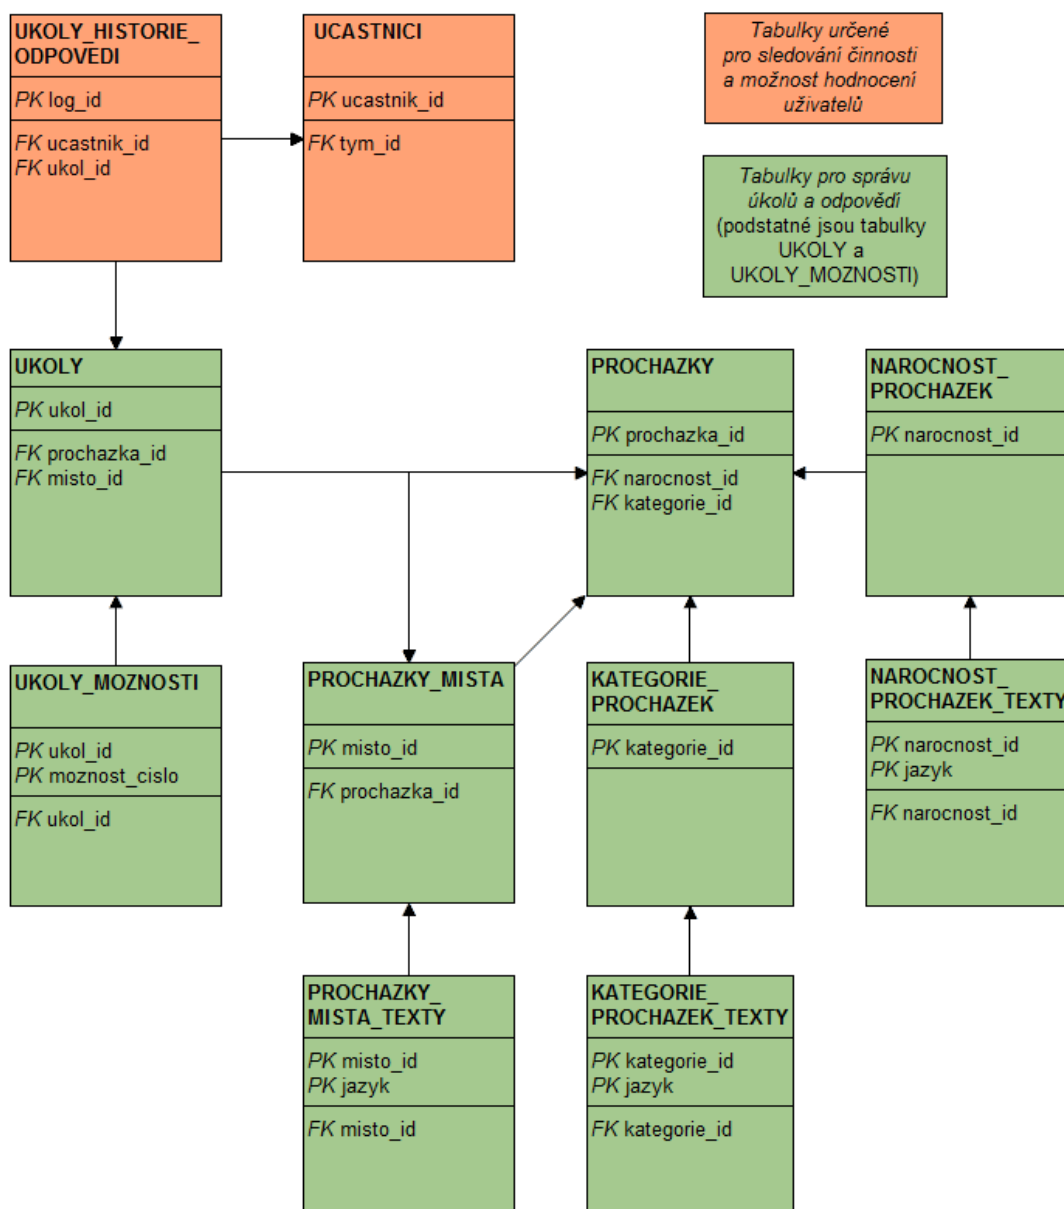 UKOLY_HISTORIE_
ODPOVEDI
PK log_id
FK ucastnik_id
FK ukol_id
UCASTNICI
PK ucastnik_id
FK tym_id
Tabulky určené
pro sledování činnosti
a možnost hodnocení
uživatelů
Tabulky pro správu
úkolů a odpovědí
(podstatné jsou tabulky
UKOLY a
UKOLY_MOZNOSTI)
UKOLY
PK ukol_id
FK prochazka_id
FK misto_id
PROCHAZKY
PK prochazka_id
FK narocnost_id
FK kategorie_id
NAROCNOST_
PROCHAZEK
PK narocnost_id
UKOLY_MOZNOSTI
PK ukol_id
PK moznost_cislo
FK ukol_id
PROCHAZKY_MISTA
PK misto_id
FK prochazka_id
KATEGORIE_
PROCHAZEK
PK kategorie_id
NAROCNOST_
PROCHAZEK_TEXTY
PK narocnost_id
PK jazyk
FK narocnost_id
PROCHAZKY_
MISTA_TEXTY
PK misto_id
PK jazyk
FK misto_id
KATEGORIE_
PROCHAZEK_TEXTY
PK kategorie_id
PK jazyk
FK kategorie_id